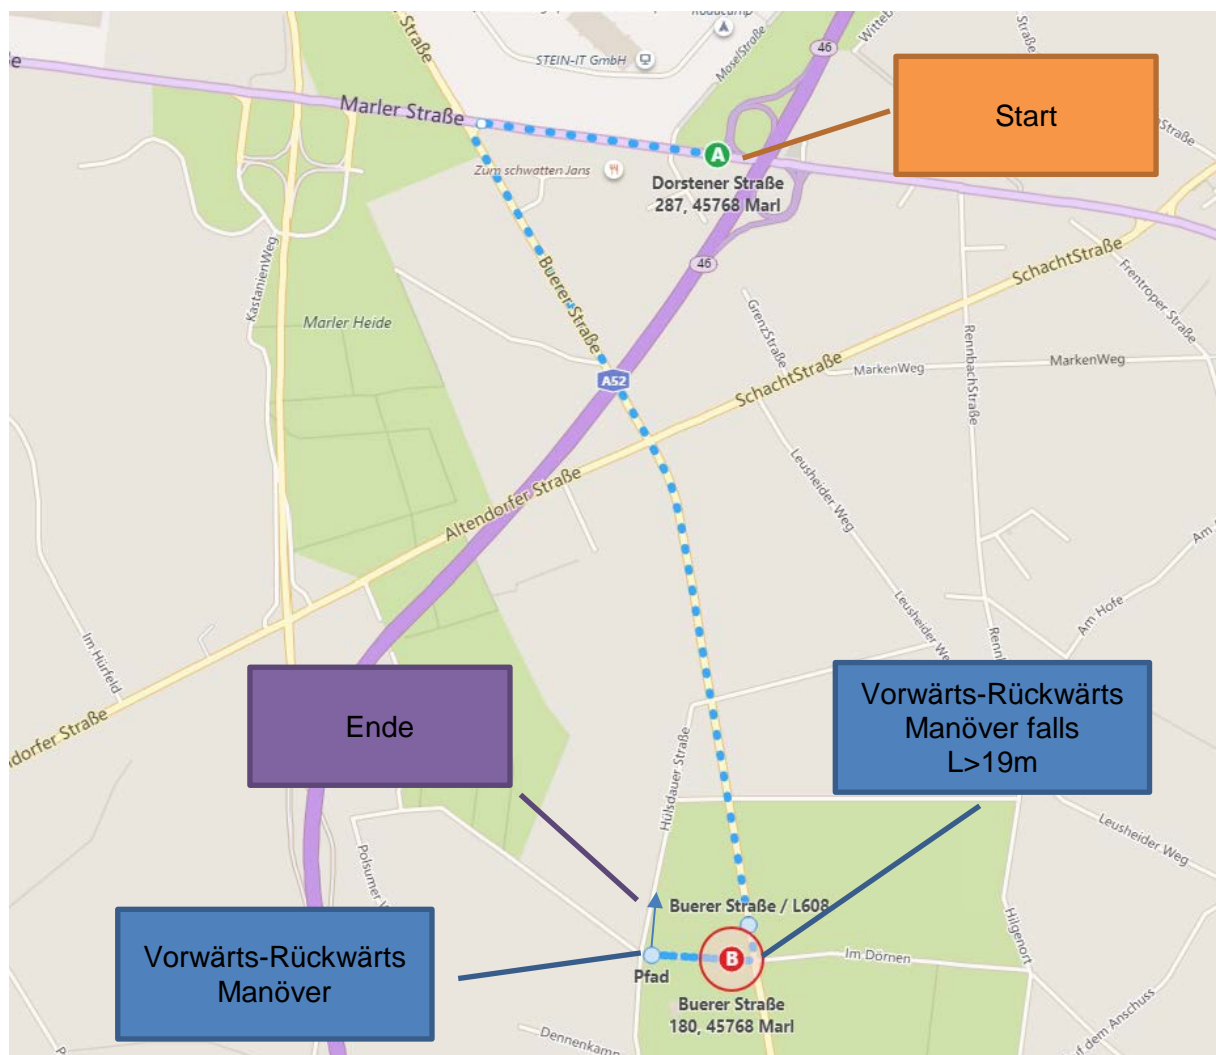 Roadcamp
STEIN-IT GmbH
MoselStraße
46
Straße
Marler Straße
Start
Zum schwatten Jans
A
Dorstener Straße
287, 45768 Marl
46
KastanienWeg
Marler Heide
Buerer Straße
SchachtStraße
Frentroper Straße
GrenzStraße
RennbachStraße
MarkenWeg
A52
SchachtStraße
Leusheider Weg
Altendorfer Straße
Im Hürfeld
Leusheider We
Am Hofe
Ende
Vorwärts-Rückwärts
Manöver falls
L>19m
dorfer Straße
Hülsdauer Straße
Polsumer
Leusheider Weg
Buerer Straße / L608
Hilgenort
Vorwärts-Rückwärts
Manöver
Pfad
B
Im Dörnen
Buerer Straße
180, 45768 Marl
Dennenkamp
f dem Anschuss